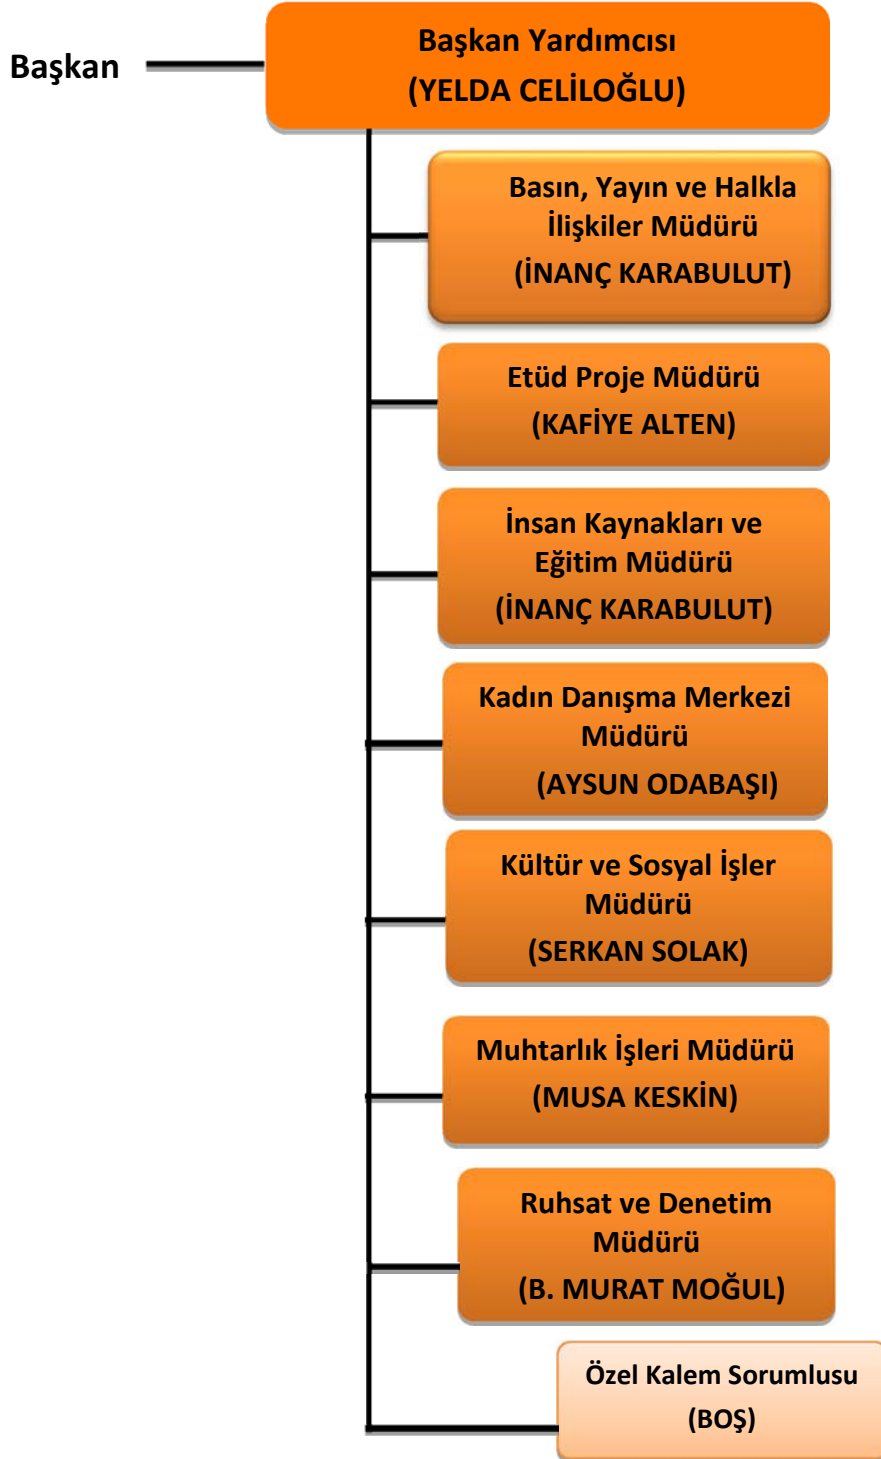 Başkan
Başkan Yardımcısı
(YELDA CELİLOĞLU)
Basın, Yayın ve Halkla
İlişkiler Müdürü
(İNANÇ KARABULUT)
Etüd Proje Müdürü
(KAFİYE ALTEN)
İnsan Kaynakları ve
Eğitim Müdürü
(İNANÇ KARABULUT)
Kadın Danışma Merkezi
Müdürü
(AYSUN ODABAŞI)
Kültür ve Sosyal İşler
Müdürü
(SERKAN SOLAK)
Muhtarlık İşleri Müdürü
(MUSA KESKİN)
Ruhsat ve Denetim
Müdürü
(B. MURAT MOĞUL)
Özel Kalem Sorumlusu
(BOŞ)